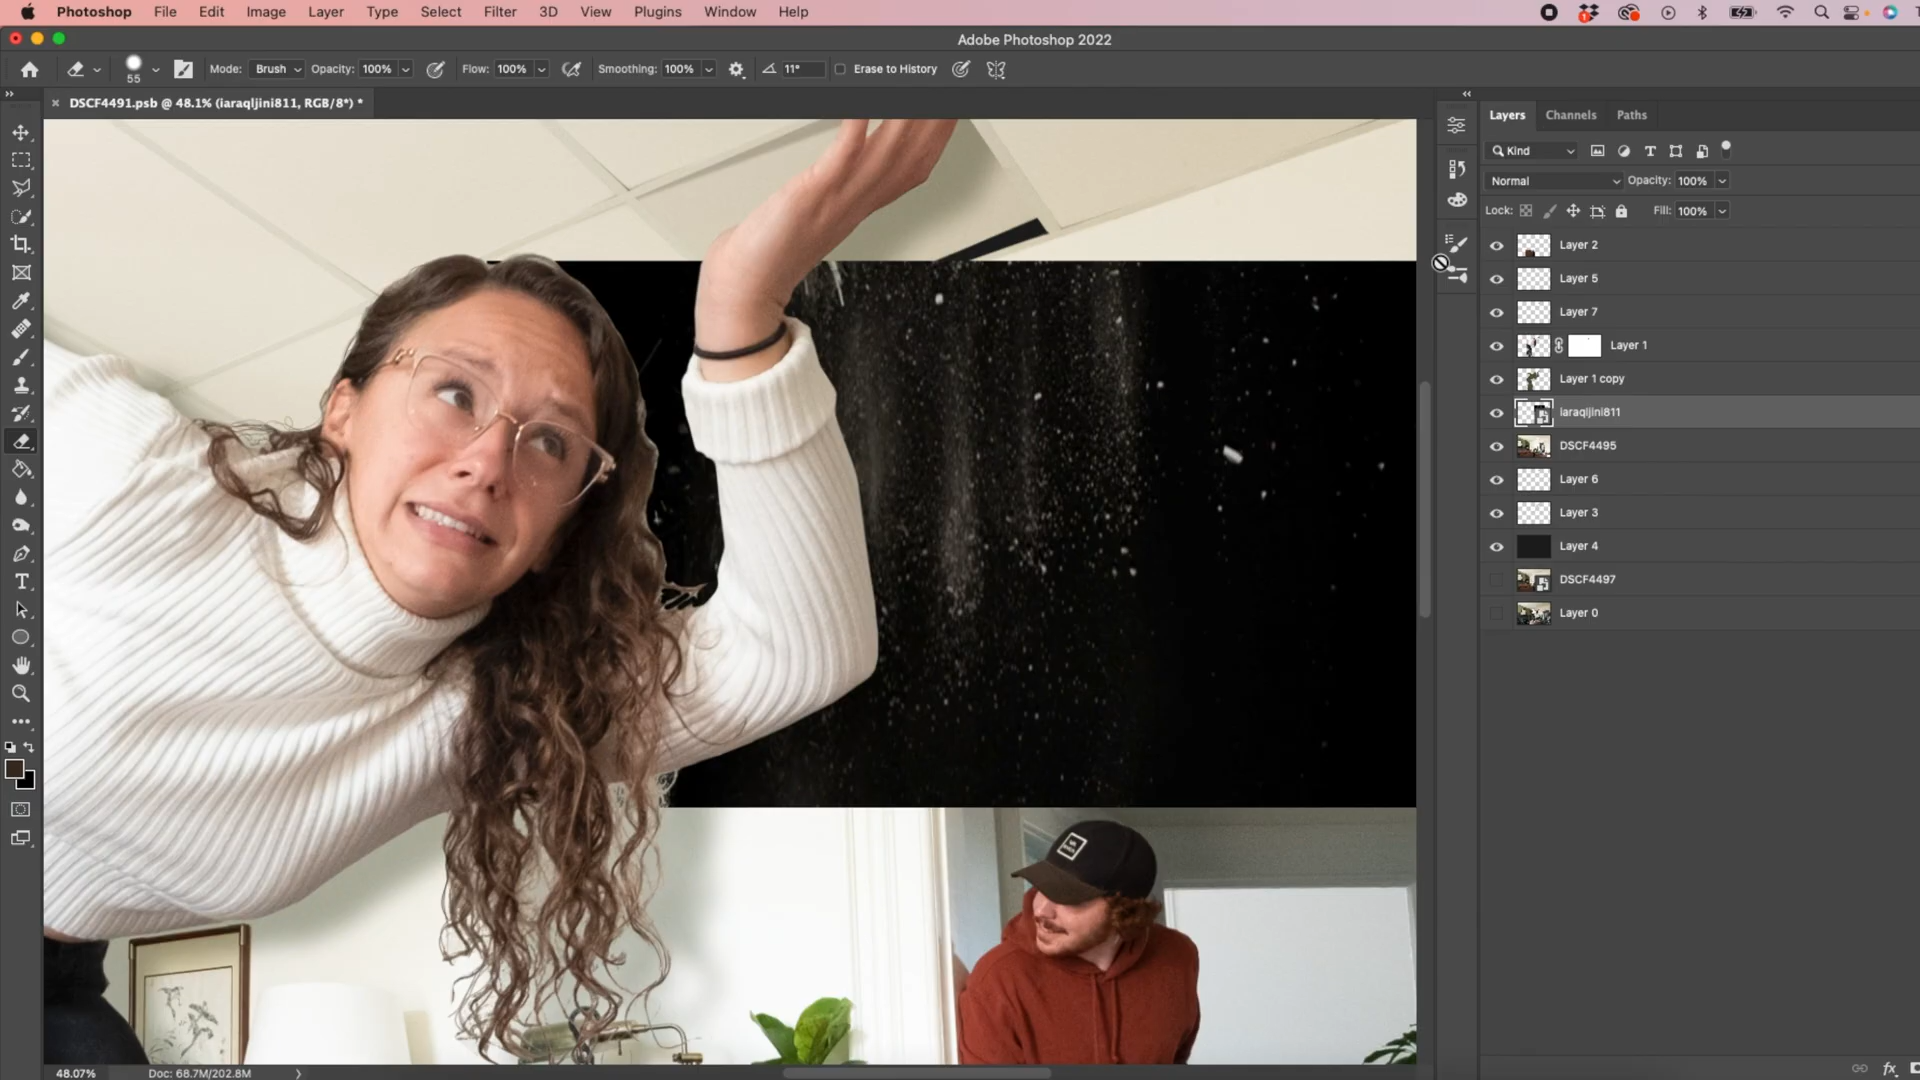 Photoshop File Edit Image Layer Type Select Filter 3D View Plugins Window Help
Adobe Photoshop 2022
55 Mode: Brush Opacity: 100% Flow: 100% Smoothing: 100% 11° Erase to History
DSCF4491.psb @ 48.1% (iaraqljini811, RGB/8*) *
Layers Channels Paths
Kind
Normal Opacity: 100%
Lock: Fill: 100%
Layer 2
Layer 5
Layer 7
Layer 1
Layer 1 copy
iaraqljini811
DSCF4495
Layer 6
Layer 3
Layer 4
DSCF4497
Layer 0
48.07% Doc: 68.7M/202.8M